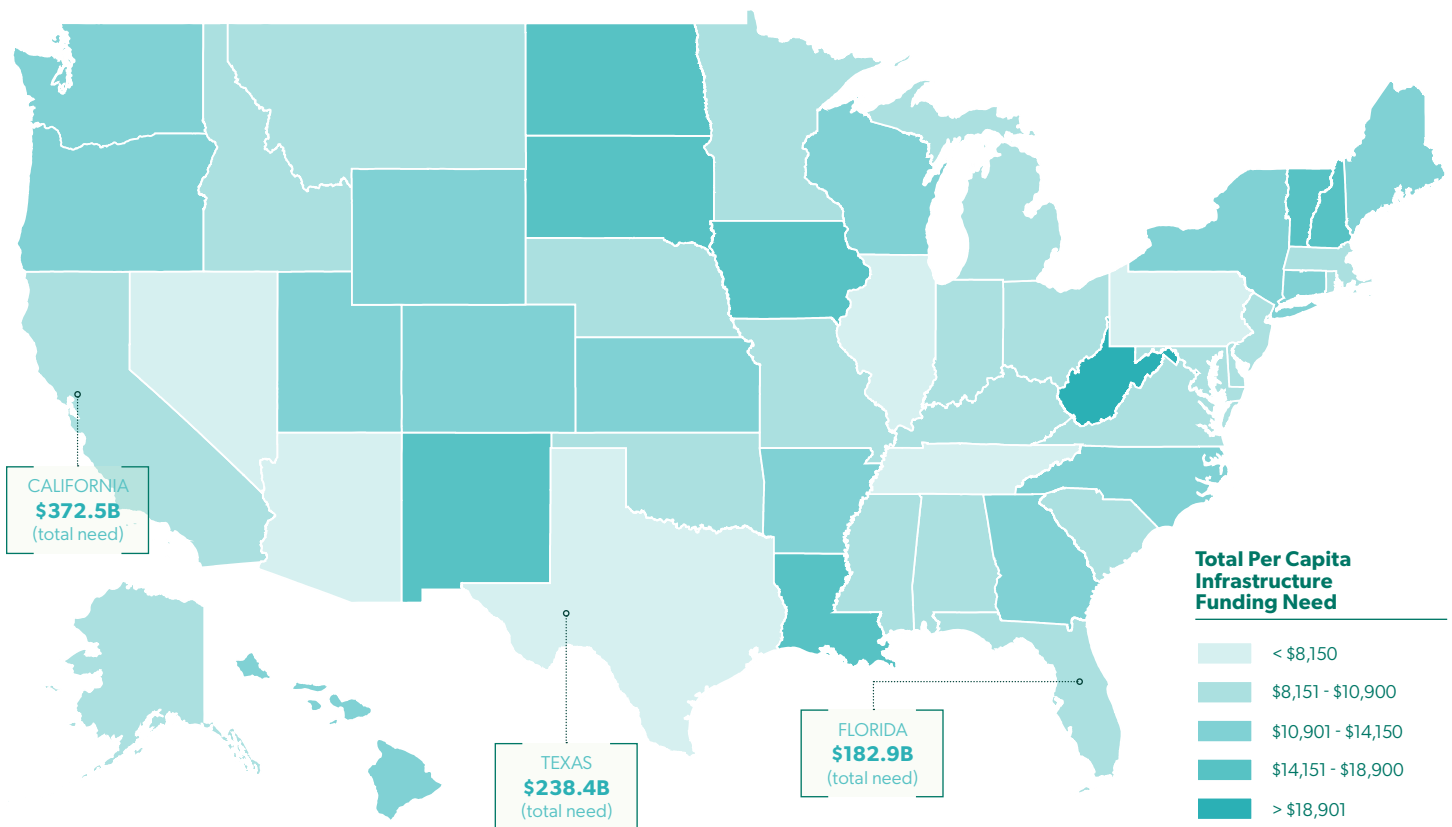 CALIFORNIA
$372.5B
(total need)
TEXAS
$238.4B
(total need)
FLORIDA
$182.9B
(total need)
Total Per Capita
Infrastructure
Funding Need
< $8,150
$8,151 - $10,900
$10,901 - $14,150
$14,151 - $18,900
> $18,901